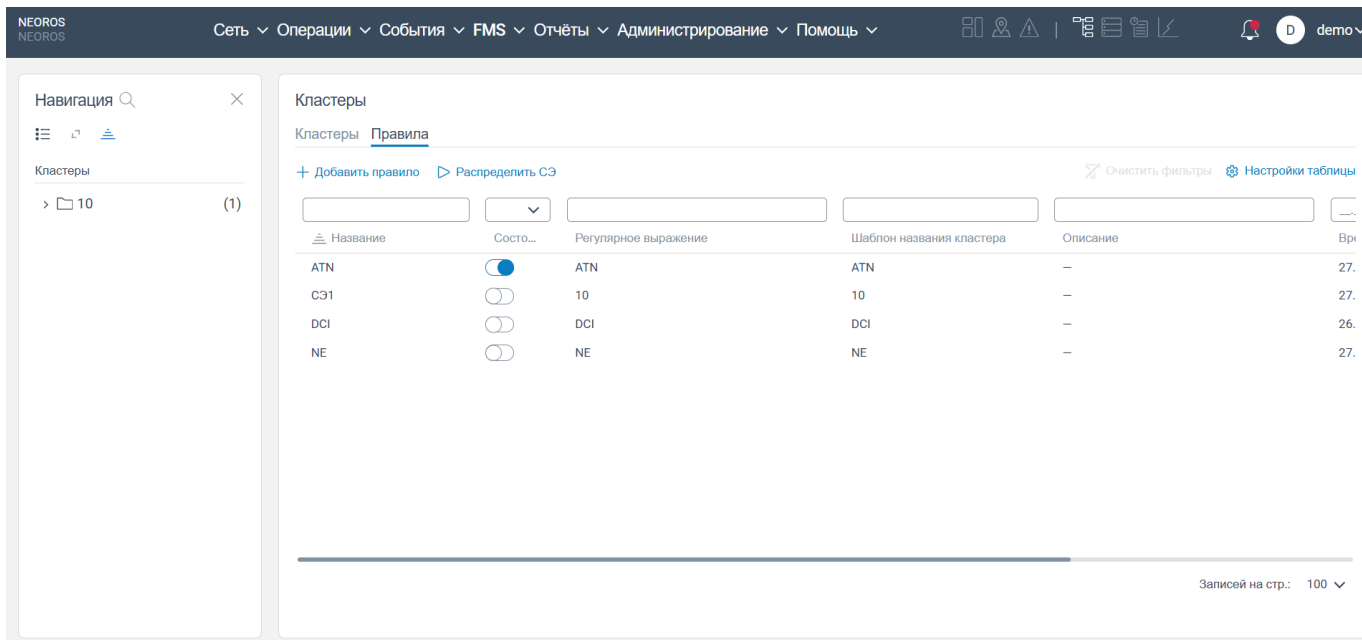 NEOROS
NEOROS
Сеть Операции События FMS Отчёты Администрирование Помощь
D demo
Навигация
Кластеры
10 (1)
Кластеры
Кластеры Правила
Добавить правило Распределить СЭ Очистить фильтры Настройки таблицы
Название Состо... Регулярное выражение Шаблон названия кластера Описание
ATN ATN ATN – 27.
СЭ1 10 10 – 27.
DCI DCI DCI – 26.
NE NE NE – 27.
Записей на стр.: 100